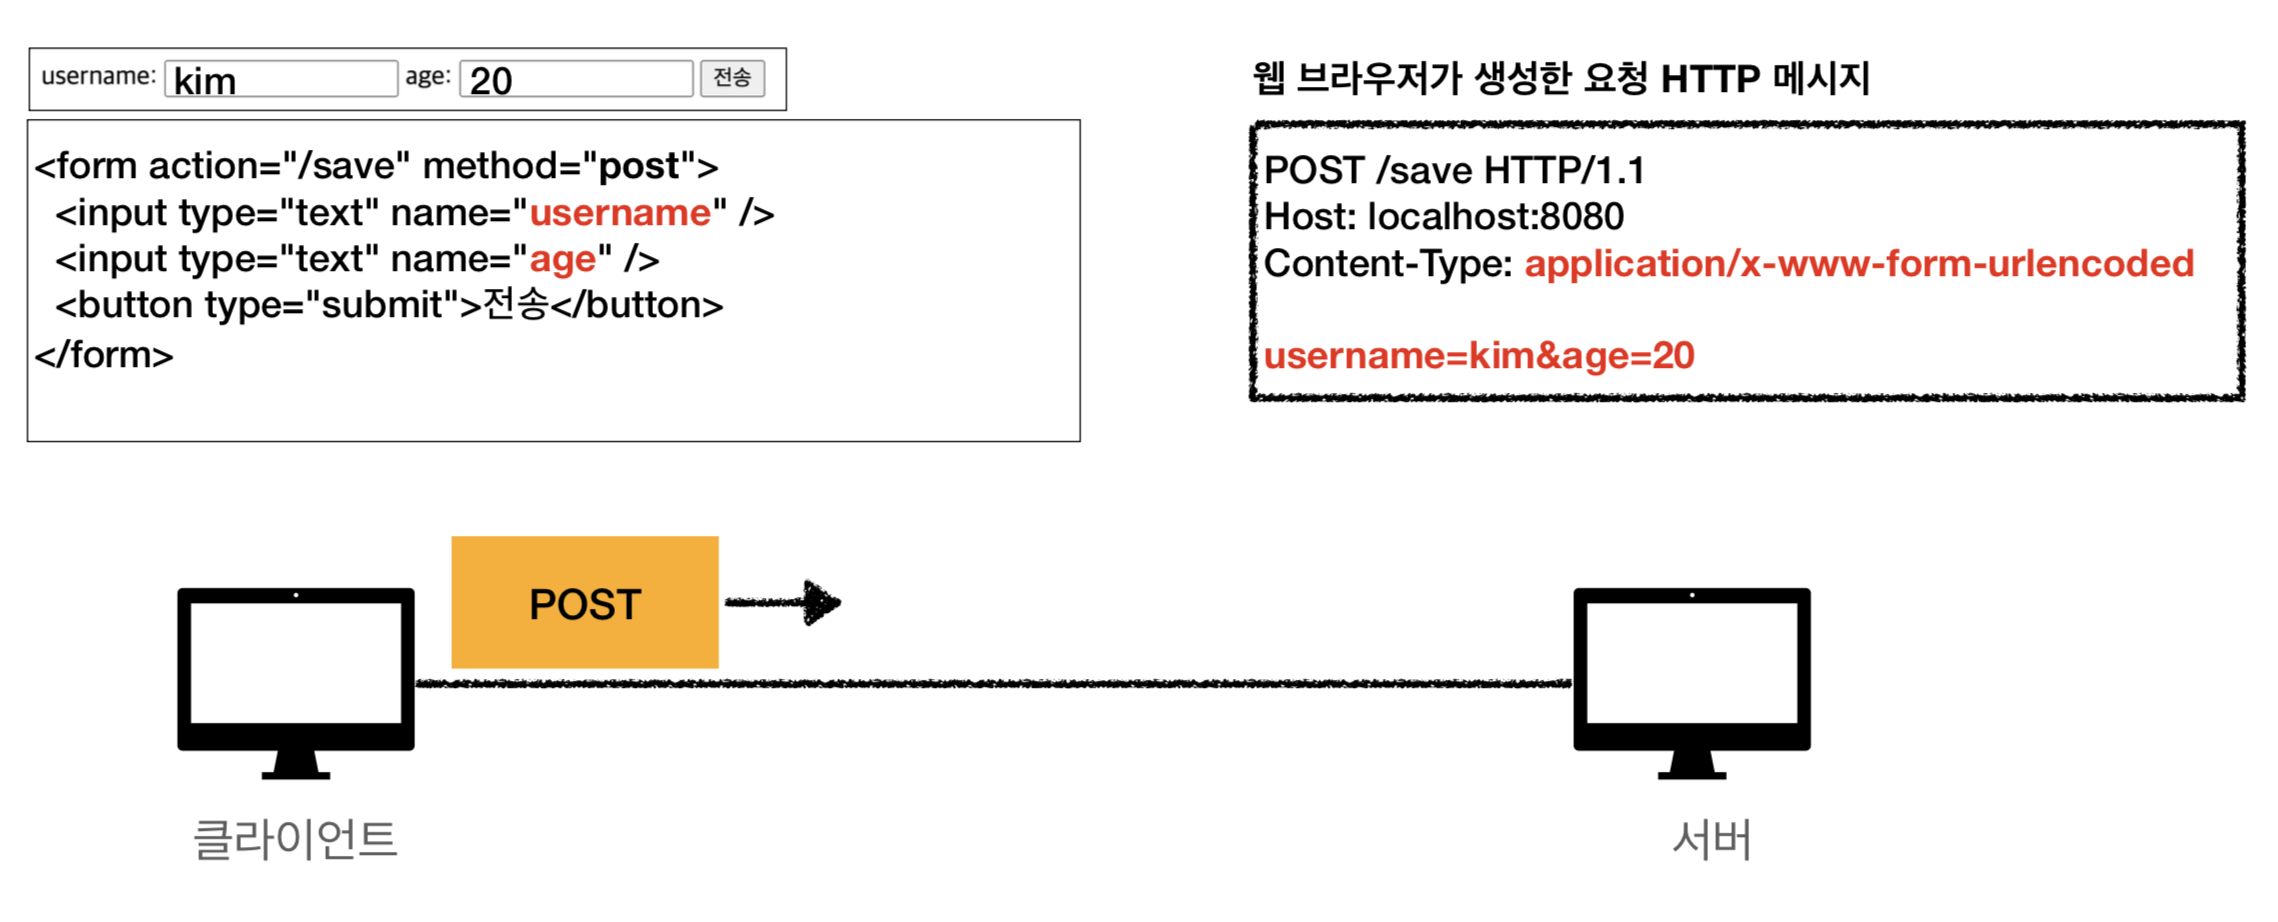 username: kim age: 20 전송
<form action="/save" method="post">
<input type="text" name="username" />
<input type="text" name="age" />
<button type="submit">전송</button>
</form>
웹 브라우저가 생성한 요청 HTTP 메시지
POST /save HTTP/1.1
Host: localhost:8080
Content-Type: application/x-www-form-urlencoded
username=kim&age=20
POST
클라이언트
서버